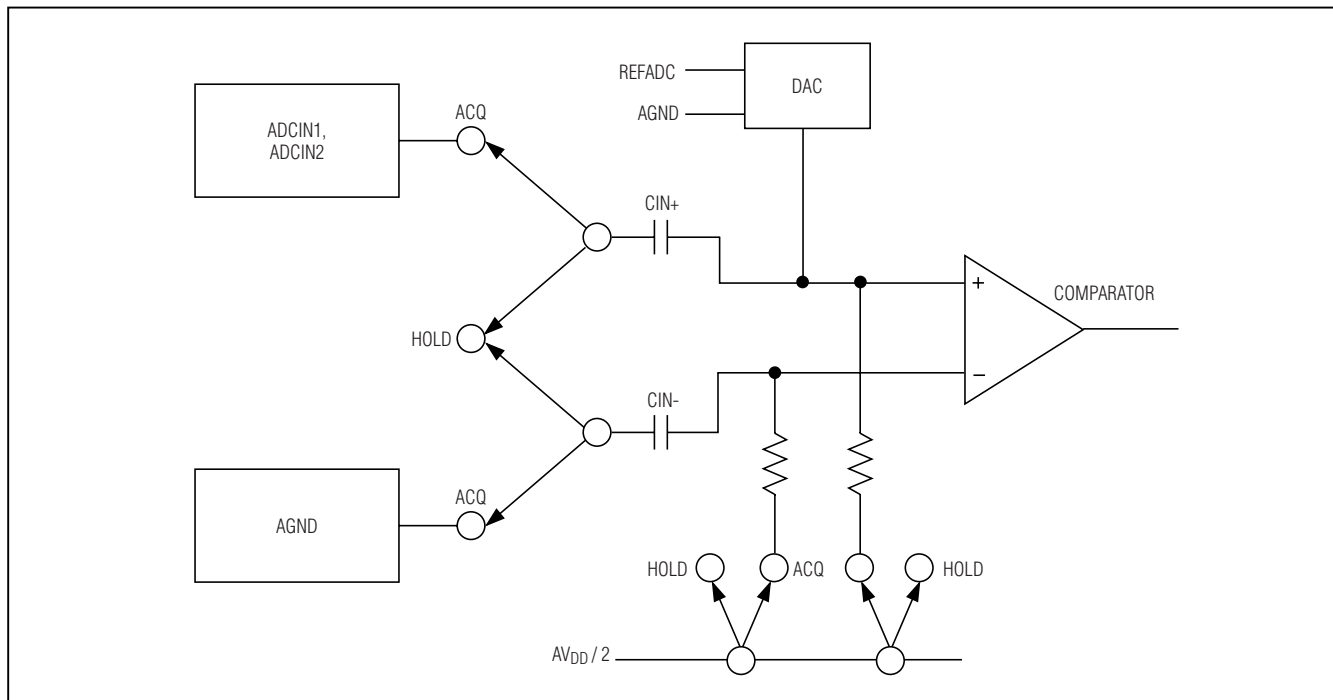 REFADC
AGND
DAC
ADCIN1,
ADCIN2
ACQ
CIN+
HOLD
+
COMPARATOR
−
CIN-
AGND
ACQ
HOLD
ACQ
HOLD
AVDD / 2